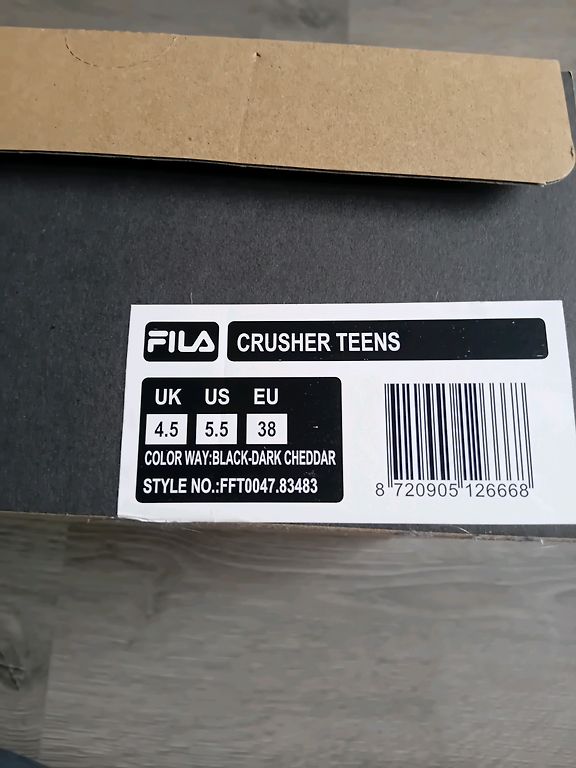 FILA CRUSHER TEENS
UK US EU
4.5 5.5 38
COLOR WAY:BLACK-DARK CHEDDAR
STYLE NO.:FFT0047.83483
8 720905 126668